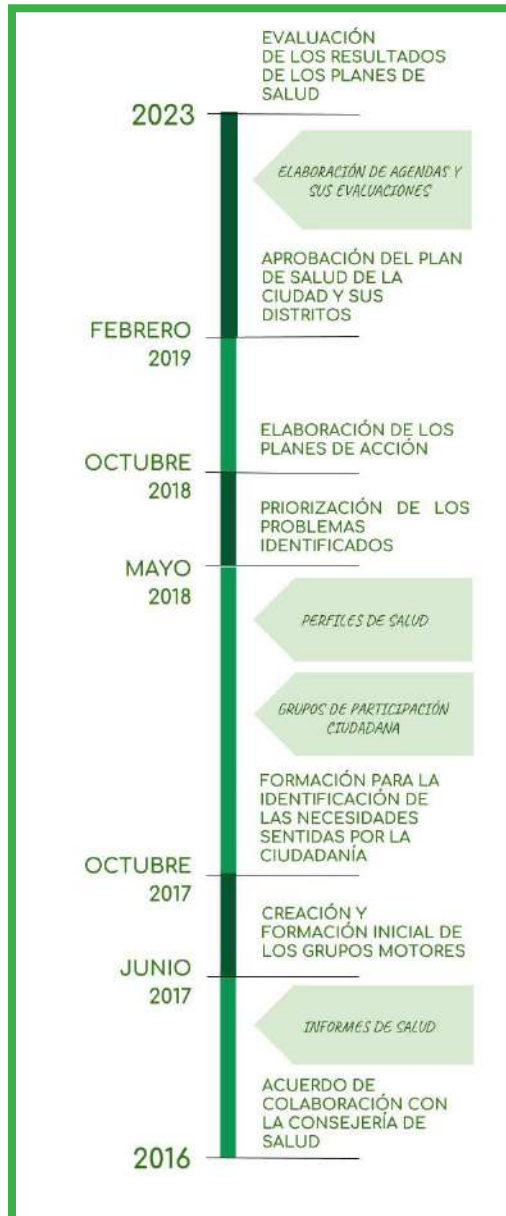 EVALUACIÓN
DE LOS RESULTADOS
DE LOS PLANES DE
SALUD
2023
ELABORACIÓN DE AGENDAS Y
SUS EVALUACIONES
APROBACIÓN DEL PLAN
DE SALUD DE LA
CIUDAD Y SUS
DISTRITOS
FEBRERO
2019
ELABORACIÓN DE LOS
PLANES DE ACCIÓN
OCTUBRE
2018
PRIORIZACIÓN DE LOS
PROBLEMAS
IDENTIFICADOS
MAYO
2018
PERFILES DE SALUD
GRUPOS DE PARTICIPACIÓN
CIUDADANA
FORMACIÓN PARA LA
IDENTIFICACIÓN DE
LAS NECESIDADES
SENTIDAS POR LA
CIUDADANÍA
OCTUBRE
2017
CREACIÓN Y
FORMACIÓN INICIAL DE
LOS GRUPOS MOTORES
JUNIO
2017
INFORMES DE SALUD
ACUERDO DE
COLABORACIÓN CON
LA CONSEJERÍA DE
SALUD
2016